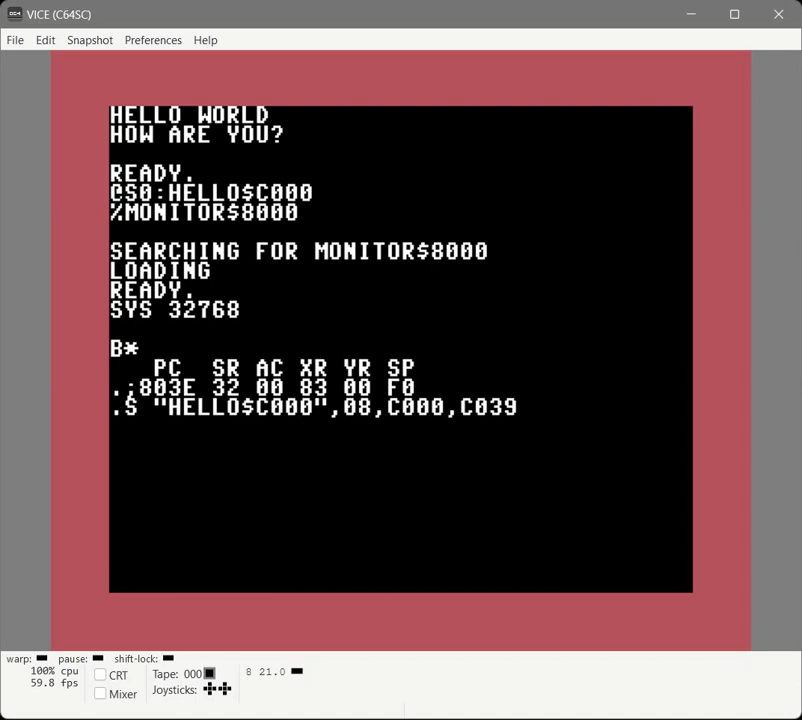 VICE (C64SC)
File Edit Snapshot Preferences Help
HELLO WORLD
HOW ARE YOU?
READY.
@S0:HELLO$C000
%MONITOR$8000
SEARCHING FOR MONITOR$8000
LOADING
READY.
SYS 32768
B*
PC SR AC XR YR SP
.;803E 32 00 83 00 F0
.S "HELLO$C000",08,C000,C039
warp: pause: shift-lock:
100% cpu
59.8 fps
CRT
Mixer
Tape: 000
Joysticks:
8 21.0